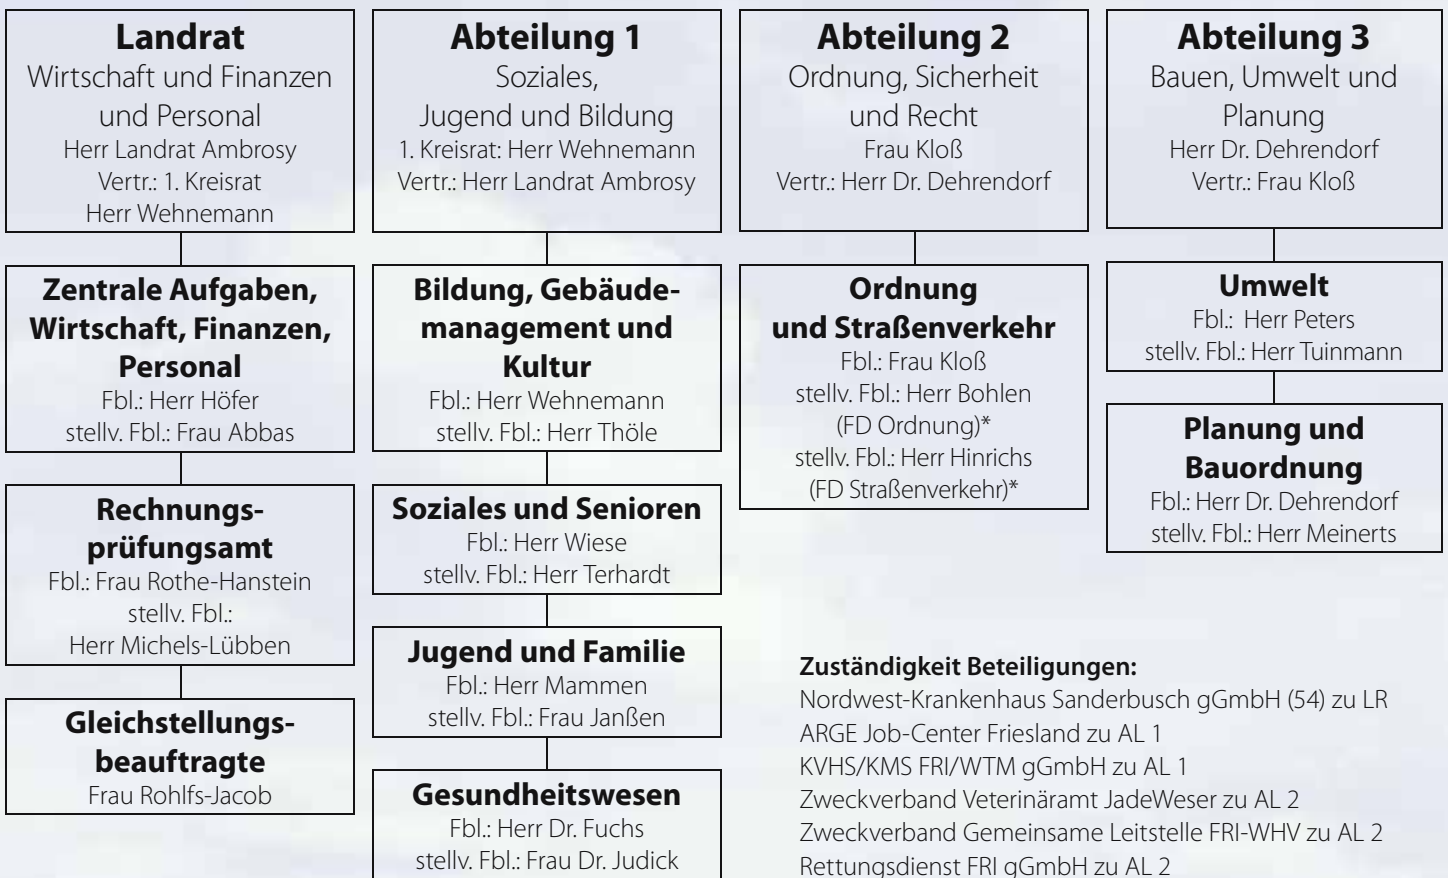 Landrat
Wirtschaft und Finanzen
und Personal
Herr Landrat Ambrosy
Vertr.: 1. Kreisrat
Herr Wehnemann
Zentrale Aufgaben,
Wirtschaft, Finanzen,
Personal
Fbl.: Herr Höfer
stellv. Fbl.: Frau Abbas
Rechnungs-
prüfungsamt
Fbl.: Frau Rothe-Hanstein
stellv. Fbl.:
Herr Michels-Lübben
Gleichstellungs-
beauftragte
Frau Rohlfs-Jacob
Abteilung 1
Soziales,
Jugend und Bildung
1. Kreisrat: Herr Wehnemann
Vertr.: Herr Landrat Ambrosy
Bildung, Gebäude-
management und
Kultur
Fbl.: Herr Wehnemann
stellv. Fbl.: Herr Thöle
Soziales und Senioren
Fbl.: Herr Wiese
stellv. Fbl.: Herr Terhardt
Jugend und Familie
Fbl.: Herr Mammen
stellv. Fbl.: Frau Janßen
Gesundheitswesen
Fbl.: Herr Dr. Fuchs
stellv. Fbl.: Frau Dr. Judick
Abteilung 2
Ordnung, Sicherheit
und Recht
Frau Kloß
Vertr.: Herr Dr. Dehrendorf
Ordnung
und Straßenverkehr
Fbl.: Frau Kloß
stellv. Fbl.: Herr Bohlen
(FD Ordnung)*
stellv. Fbl.: Herr Hinrichs
(FD Straßenverkehr)*
Abteilung 3
Bauen, Umwelt und
Planung
Herr Dr. Dehrendorf
Vertr.: Frau Kloß
Umwelt
Fbl.: Herr Peters
stellv. Fbl.: Herr Tuinmann
Planung und
Bauordnung
Fbl.: Herr Dr. Dehrendorf
stellv. Fbl.: Herr Meinerts
Zuständigkeit Beteiligungen:
Nordwest-Krankenhaus Sanderbusch gGmbH (54) zu LR
ARGE Job-Center Friesland zu AL 1
KVHS/KMS FRI/WTM gGmbH zu AL 1
Zweckverband Veterinäramt JadeWeser zu AL 2
Zweckverband Gemeinsame Leitstelle FRI-WHV zu AL 2
Rettungsdienst FRI gGmbH zu AL 2